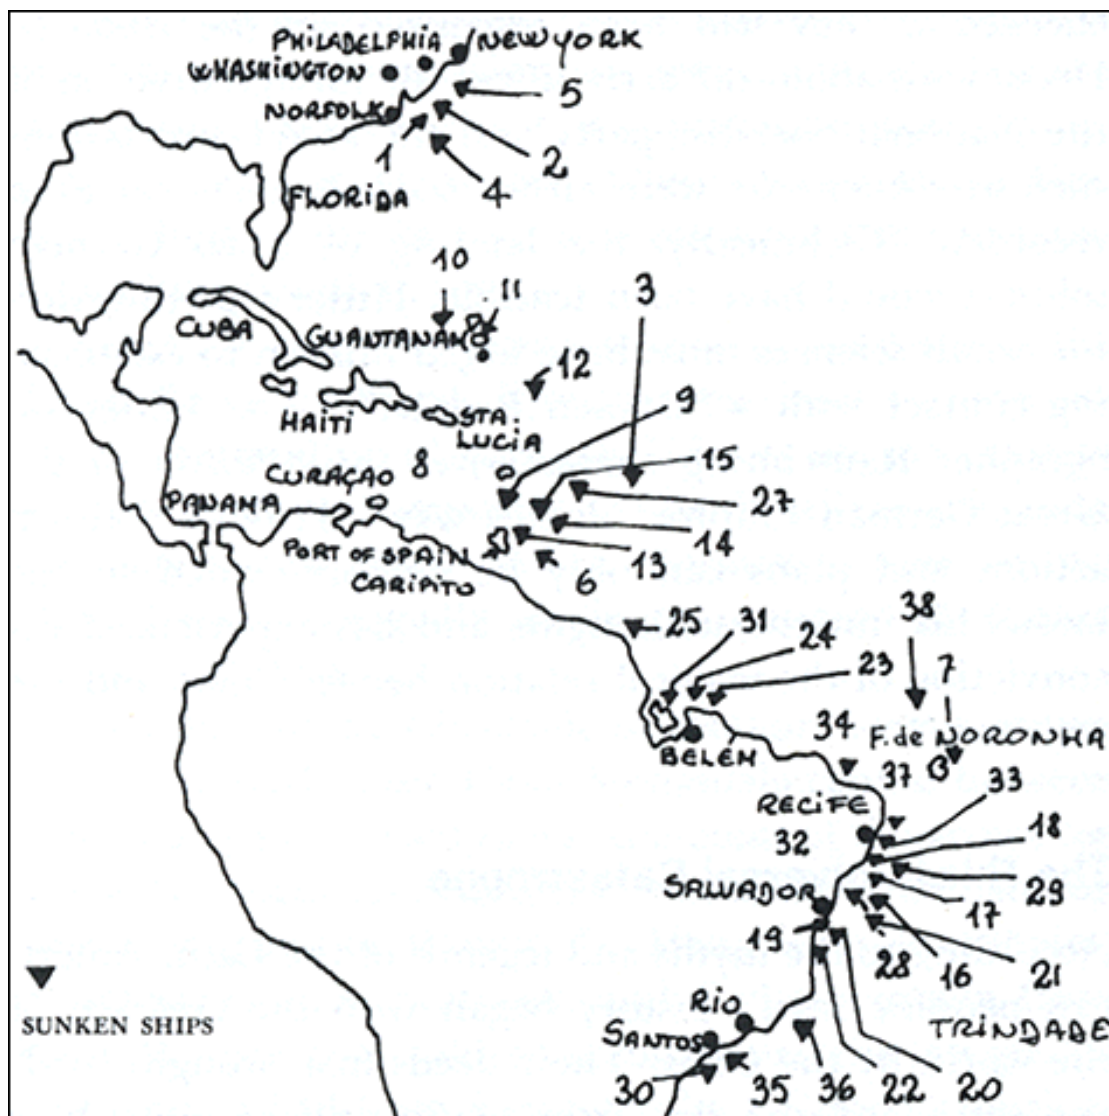 PHILADELPHIA
NEW YORK
WHASHINGTON
5
NORFOLK
1
2
4
FLORIDA
10
11
3
CUBA
GUANTANAMO
12
9
HAITI
STA.
LUCIA
15
CURAÇAO
8
PANAMA
27
14
PORT OF SPAIN
13
CARIPITO
6
38
25
31
24
7
23
34
F. de NORONHA
BELEM
37
33
RECIFE
32
18
SALVADOR
29
17
19
28
16
21
SUNKEN SHIPS
RIO
TRINDADE
SANTOS
30
35
36
22
20